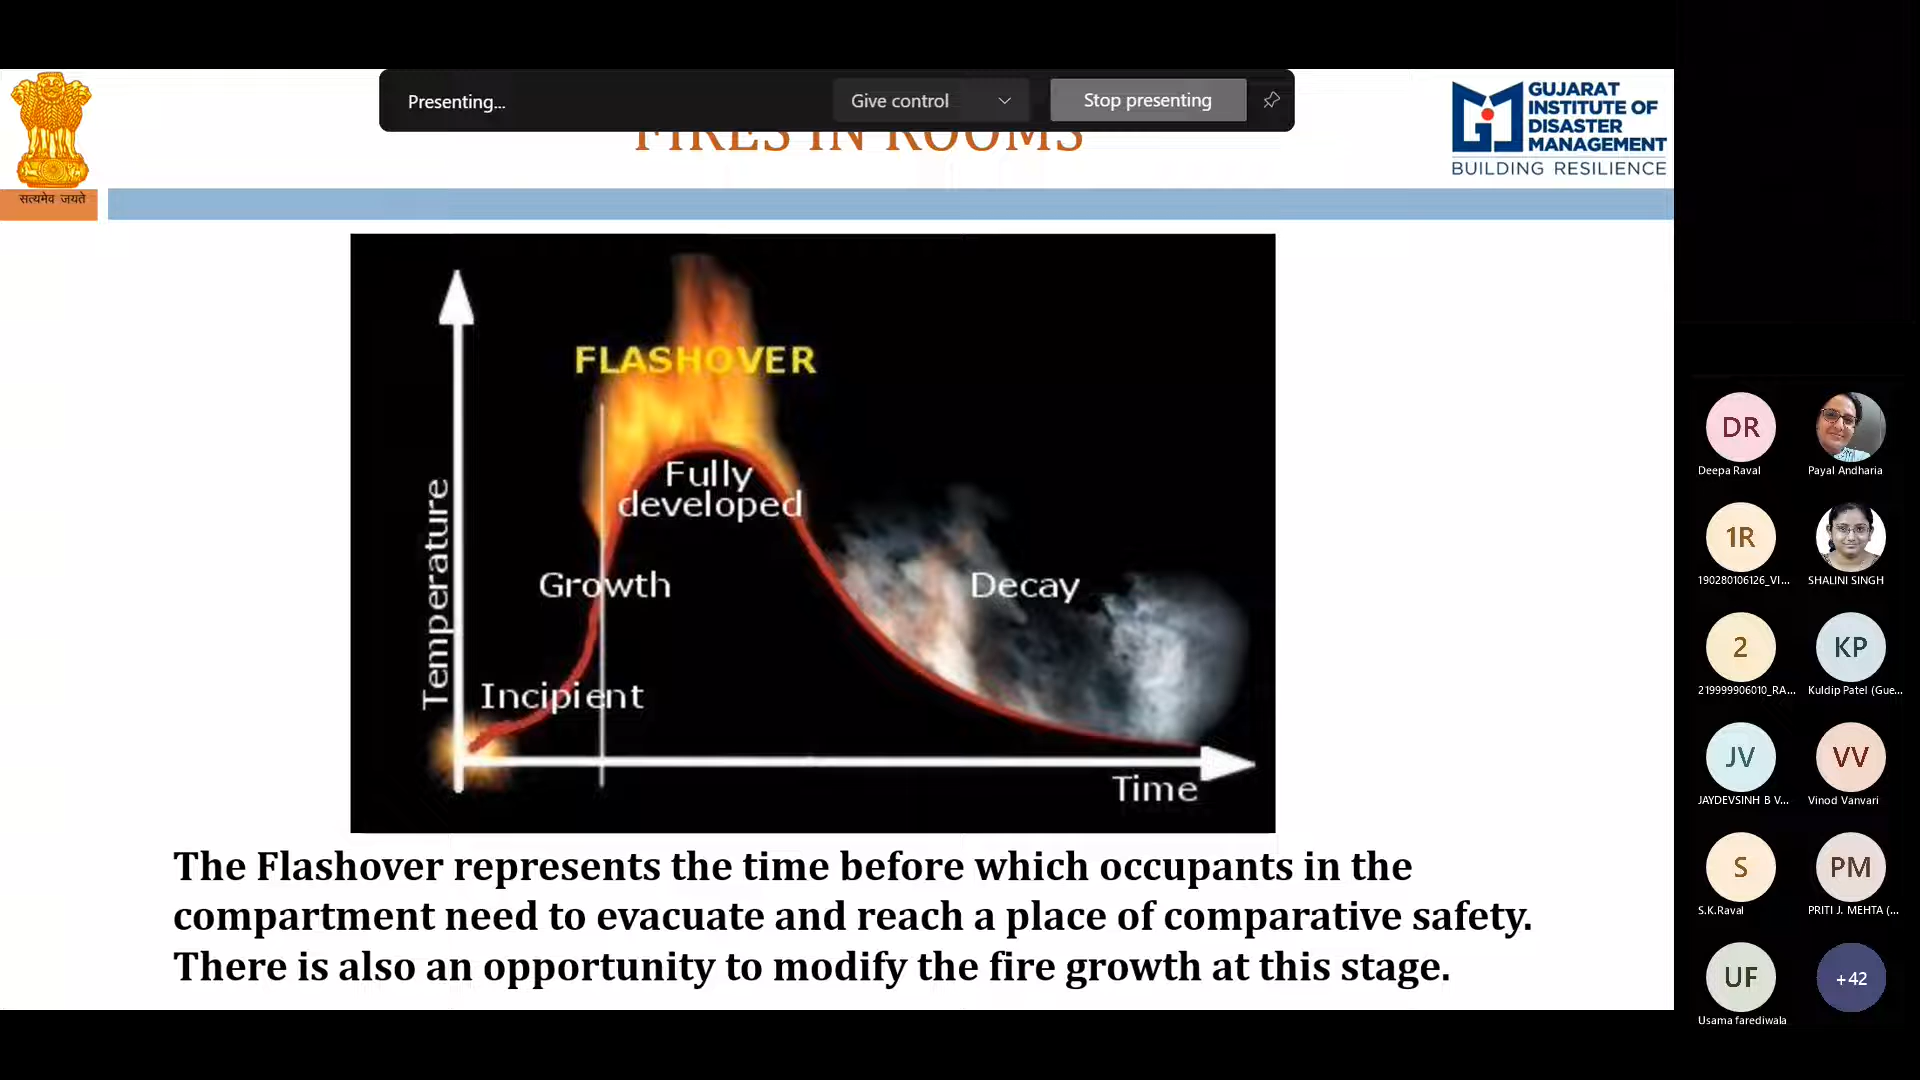 Presenting...
Give control
Stop presenting
FIRES IN ROOMS
GUJARAT
INSTITUTE OF
DISASTER
MANAGEMENT
BUILDING RESILIENCE
सत्यमेव जयते
FLASHOVER
Fully
developed
Growth
Incipient
Decay
Temperature
Time
The Flashover represents the time before which occupants in the
compartment need to evacuate and reach a place of comparative safety.
There is also an opportunity to modify the fire growth at this stage.
DR
Deepa Raval
Payal Andharia
1R
190280106126_VI...
SHALINI SINGH
2
219999906010_RA...
KP
Kuldip Patel (Gue...
JV
JAYDEVSINH B V...
VV
Vinod Vanvari
S
S.K.Raval
PM
PRITI J. MEHTA (...
UF
Usama farediwala
+42